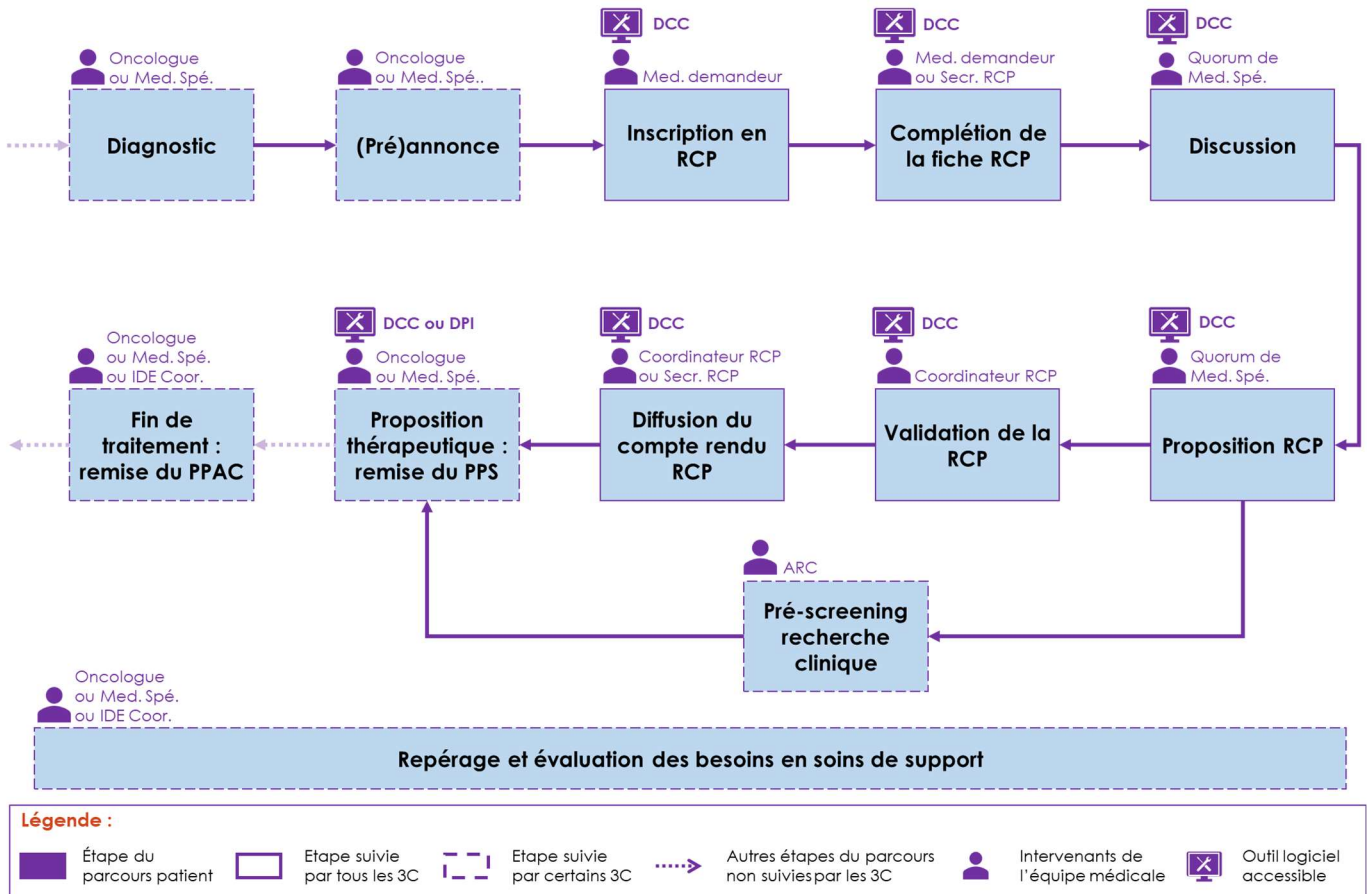 DCC
Oncologue
ou Med. Spé.
Diagnostic
Oncologue
ou Med. Spé..
(Pré)annonce
Med. demandeur
Inscription en
RCP
DCC
Med. demandeur
ou Secr. RCP
Complétion de
la fiche RCP
DCC
Quorum de
Med. Spé.
Discussion
Oncologue
ou Med. Spé.
ou IDE Coor.
Fin de
traitement :
remise du PPAC
DCC ou DPI
Oncologue
ou Med. Spé.
Proposition
thérapeutique :
remise du PPS
DCC
Coordinateur RCP
ou Secr. RCP
Diffusion du
compte rendu
RCP
DCC
Coordinateur RCP
Validation de la
RCP
DCC
Quorum de
Med. Spé.
Proposition RCP
ARC
Pré-screening
recherche
clinique
Oncologue
ou Med. Spé.
ou IDE Coor.
Repérage et évaluation des besoins en soins de support
Légende :
Étape du
parcours patient
Etape suivie
par tous les 3C
Etape suivie
par certains 3C
Autres étapes du parcours
non suivies par les 3C
Intervenants de
l'équipe médicale
Outil logiciel
accessible